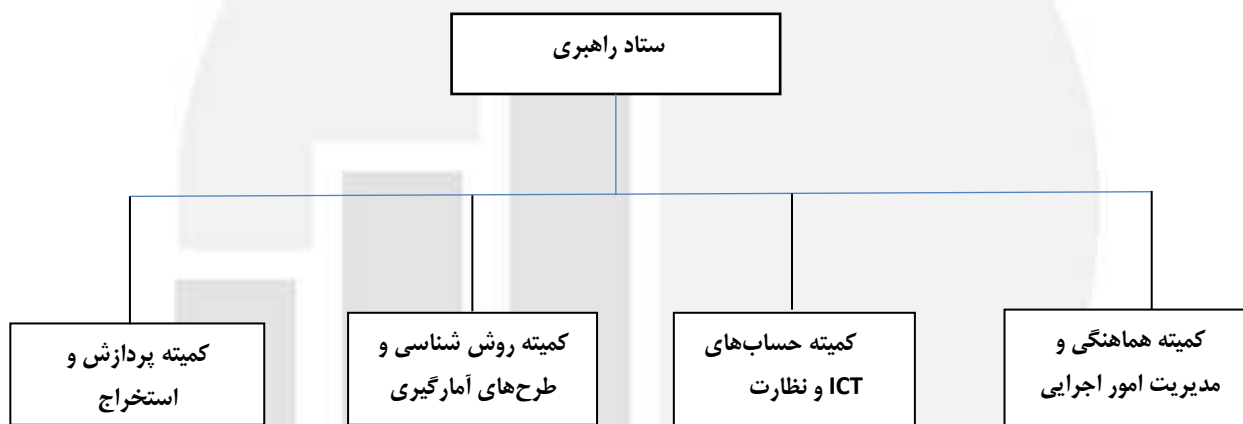 ستاد راهبری
کمیته هماهنگی و
مدیریت امور اجرایی
کمیته حساب‌های
ICT و نظارت
کمیته روش شناسی و
طرح‌های آمارگیری
کمیته پردازش و
استخراج